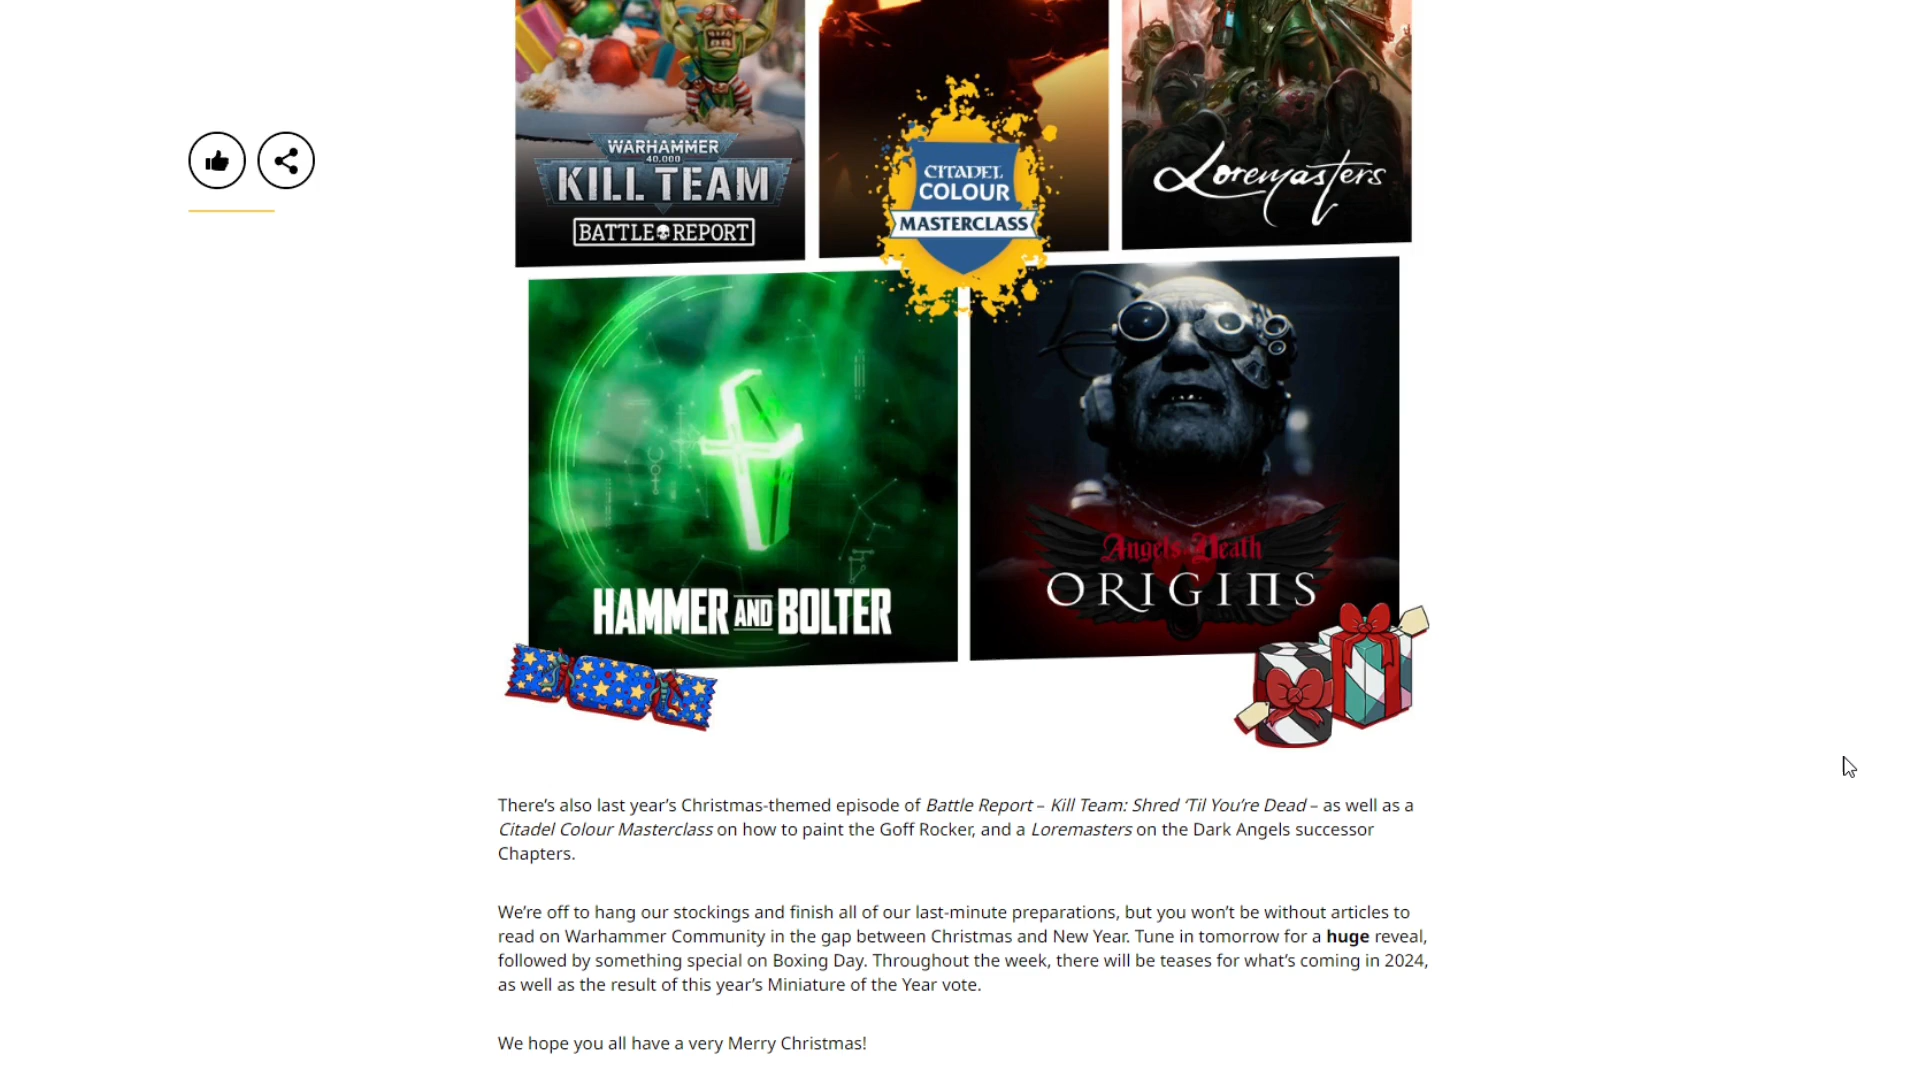 WARHAMMER
40,000
KILL TEAM
BATTLE REPORT
CITADEL
COLOUR
MASTERCLASS
Loremasters
HAMMER AND BOLTER
Angels of Death
ORIGINS
There’s also last year’s Christmas-themed episode of Battle Report – Kill Team: Shred ‘Til You’re Dead – as well as a
Citadel Colour Masterclass on how to paint the Goff Rocker, and a Loremasters on the Dark Angels successor
Chapters.
We’re off to hang our stockings and finish all of our last-minute preparations, but you won’t be without articles to
read on Warhammer Community in the gap between Christmas and New Year. Tune in tomorrow for a huge reveal,
followed by something special on Boxing Day. Throughout the week, there will be teases for what’s coming in 2024,
as well as the result of this year’s Miniature of the Year vote.
We hope you all have a very Merry Christmas!